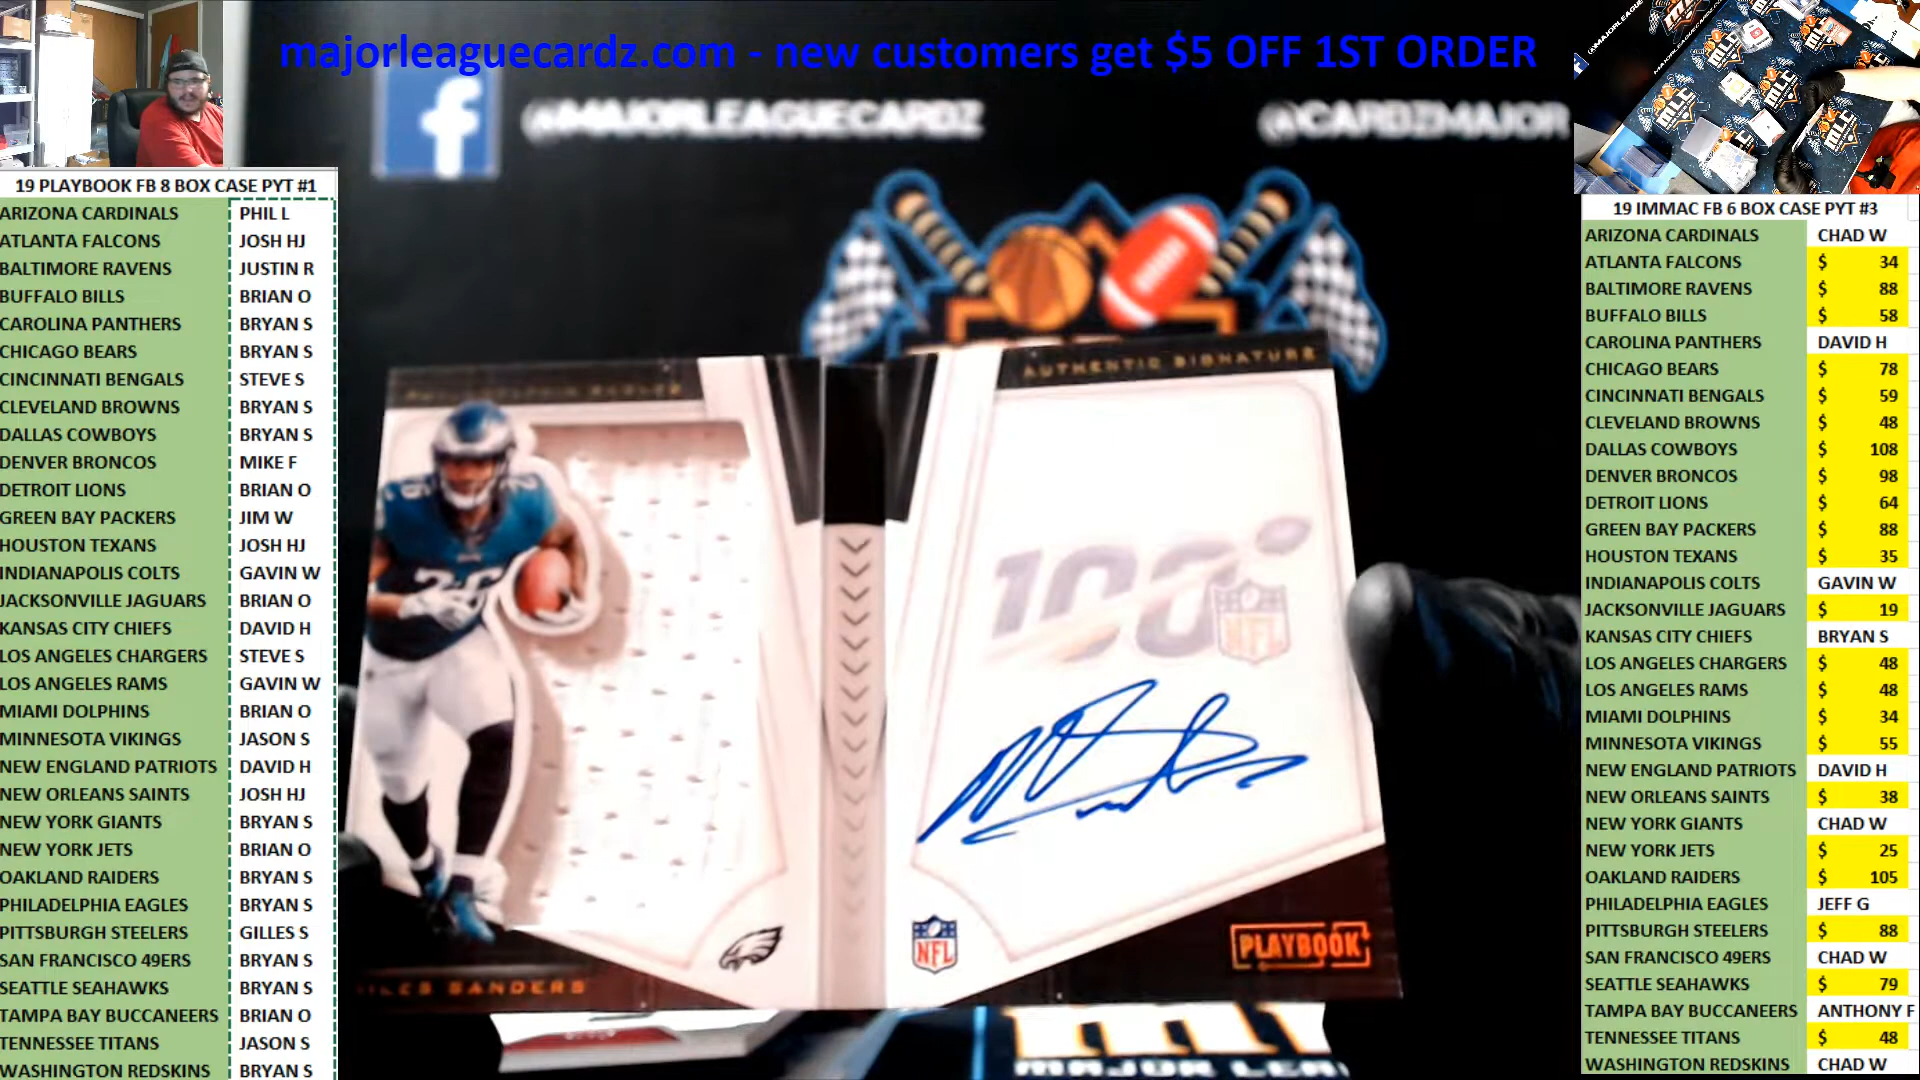 majorleaguecardz.com - new customers get $5 OFF 1ST ORDER
f @MAJORLEAGUECARDZ @CARDZMAJOR
19 PLAYBOOK FB 8 BOX CASE PYT #1
ARIZONA CARDINALS PHIL L
ATLANTA FALCONS JOSH HJ
BALTIMORE RAVENS JUSTIN R
BUFFALO BILLS BRIAN O
CAROLINA PANTHERS BRYAN S
CHICAGO BEARS BRYAN S
CINCINNATI BENGALS STEVE S
CLEVELAND BROWNS BRYAN S
DALLAS COWBOYS BRYAN S
DENVER BRONCOS MIKE F
DETROIT LIONS BRIAN O
GREEN BAY PACKERS JIM W
HOUSTON TEXANS JOSH HJ
INDIANAPOLIS COLTS GAVIN W
JACKSONVILLE JAGUARS BRIAN O
KANSAS CITY CHIEFS DAVID H
LOS ANGELES CHARGERS STEVE S
LOS ANGELES RAMS GAVIN W
MIAMI DOLPHINS BRIAN O
MINNESOTA VIKINGS JASON S
NEW ENGLAND PATRIOTS DAVID H
NEW ORLEANS SAINTS JOSH HJ
NEW YORK GIANTS BRYAN S
NEW YORK JETS BRIAN O
OAKLAND RAIDERS BRYAN S
PHILADELPHIA EAGLES BRYAN S
PITTSBURGH STEELERS GILLES S
SAN FRANCISCO 49ERS BRYAN S
SEATTLE SEAHAWKS BRYAN S
TAMPA BAY BUCCANEERS BRIAN O
TENNESSEE TITANS JASON S
WASHINGTON REDSKINS BRYAN S
PHILADELPHIA EAGLES
26
SANDERS
AUTHENTIC SIGNATURE
100
NFL
NFL
PLAYBOOK
MAJOR LEA
MLC
MLC
MLC
19 IMMAC FB 6 BOX CASE PYT #3
ARIZONA CARDINALS CHAD W
ATLANTA FALCONS $ 34
BALTIMORE RAVENS $ 88
BUFFALO BILLS $ 58
CAROLINA PANTHERS DAVID H
CHICAGO BEARS $ 78
CINCINNATI BENGALS $ 59
CLEVELAND BROWNS $ 48
DALLAS COWBOYS $ 108
DENVER BRONCOS $ 98
DETROIT LIONS $ 64
GREEN BAY PACKERS $ 88
HOUSTON TEXANS $ 35
INDIANAPOLIS COLTS GAVIN W
JACKSONVILLE JAGUARS $ 19
KANSAS CITY CHIEFS BRYAN S
LOS ANGELES CHARGERS $ 48
LOS ANGELES RAMS $ 48
MIAMI DOLPHINS $ 34
MINNESOTA VIKINGS $ 55
NEW ENGLAND PATRIOTS DAVID H
NEW ORLEANS SAINTS $ 38
NEW YORK GIANTS CHAD W
NEW YORK JETS $ 25
OAKLAND RAIDERS $ 105
PHILADELPHIA EAGLES JEFF G
PITTSBURGH STEELERS $ 88
SAN FRANCISCO 49ERS CHAD W
SEATTLE SEAHAWKS $ 79
TAMPA BAY BUCCANEERS ANTHONY F
TENNESSEE TITANS $ 48
WASHINGTON REDSKINS CHAD W